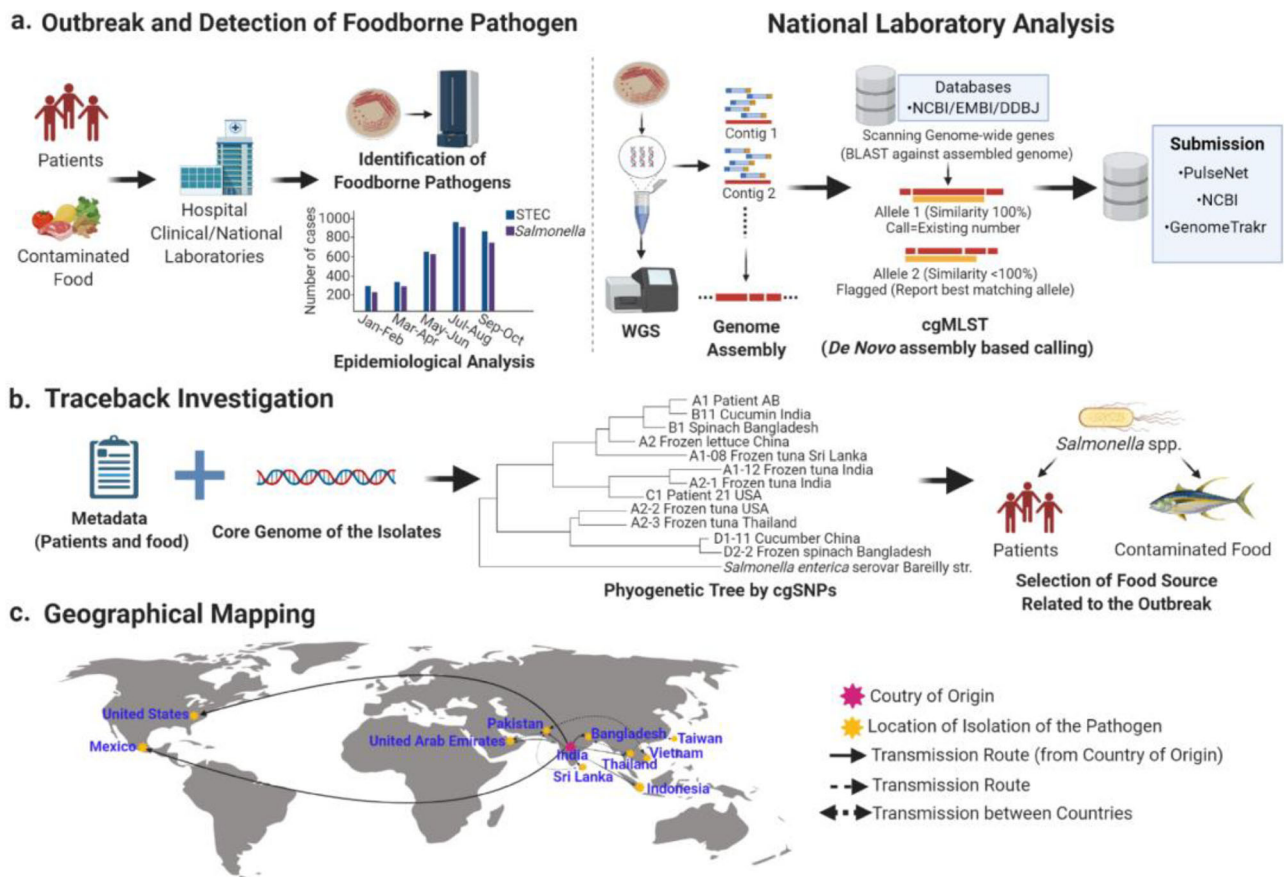 a. Outbreak and Detection of Foodborne Pathogen
Patients
Contaminated
Food
Hospital
Clinical/National
Laboratories
Identification of
Foodborne Pathogens
Number of cases
1000
800
600
400
200
STEC
Salmonella
Jan-Feb
Mar-Apr
May-Jun
Jul-Aug
Sep-Oct
Epidemiological Analysis
National Laboratory Analysis
WGS
Contig 1
Contig 2
Genome
Assembly
Databases
•NCBI/EMBI/DDBJ
Scanning Genome-wide genes
(BLAST against assembled genome)
Allele 1 (Similarity 100%)
Call=Existing number
Allele 2 (Similarity <100%)
Flagged (Report best matching allele)
cgMLST
(De Novo assembly based calling)
Submission
•PulseNet
•NCBI
•GenomeTrakr
b. Traceback Investigation
Metadata
(Patients and food)
Core Genome of the Isolates
A1 Patient AB
B11 Cucumin India
B1 Spinach Bangladesh
A2 Frozen lettuce China
A1-08 Frozen tuna Sri Lanka
A1-12 Frozen tuna India
A2-1 Frozen tuna India
C1 Patient 21 USA
A2-2 Frozen tuna USA
A2-3 Frozen tuna Thailand
D1-11 Cucumber China
D2-2 Frozen spinach Bangladesh
Salmonella enterica serovar Bareilly str.
Phyogenetic Tree by cgSNPs
Salmonella spp.
Patients
Contaminated Food
Selection of Food Source
Related to the Outbreak
c. Geographical Mapping
United States
Mexico
United Arab Emirates
Pakistan
India
Sri Lanka
Bangladesh
Thailand
Vietnam
Taiwan
Indonesia
Coutry of Origin
Location of Isolation of the Pathogen
Transmission Route (from Country of Origin)
Transmission Route
Transmission between Countries